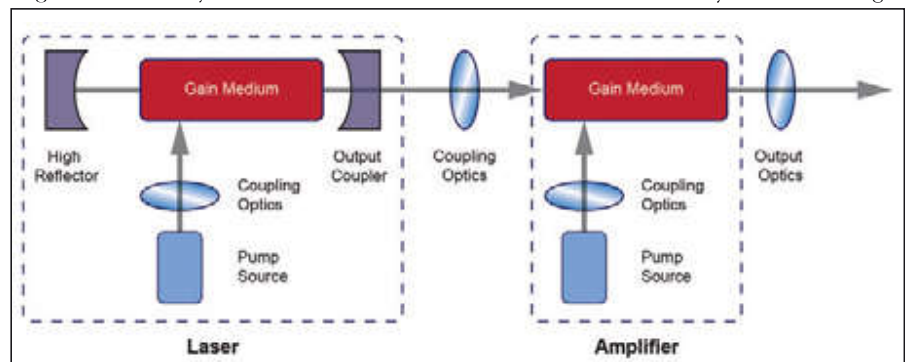 Gain Medium
Gain Medium
High
Reflector
Output
Coupler
Coupling
Optics
Output
Optics
Coupling
Optics
Coupling
Optics
Pump
Source
Pump
Source
Laser
Amplifier